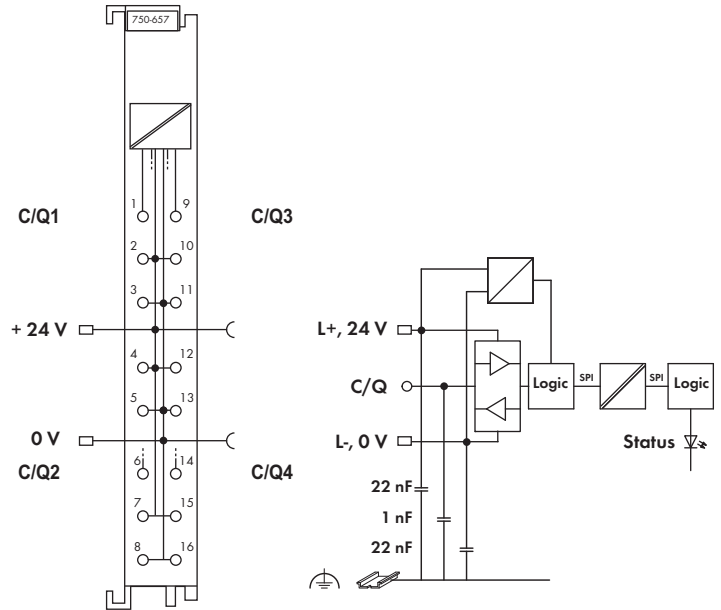 750-657
1 9
C/Q1 C/Q3
2 10
3 11
+ 24 V
4 12
5 13
0 V
C/Q2 C/Q4
6 14
7 15
8 16
L+, 24 V
C/Q
Logic SPI SPI Logic
L-, 0 V
Status
22 nF
1 nF
22 nF